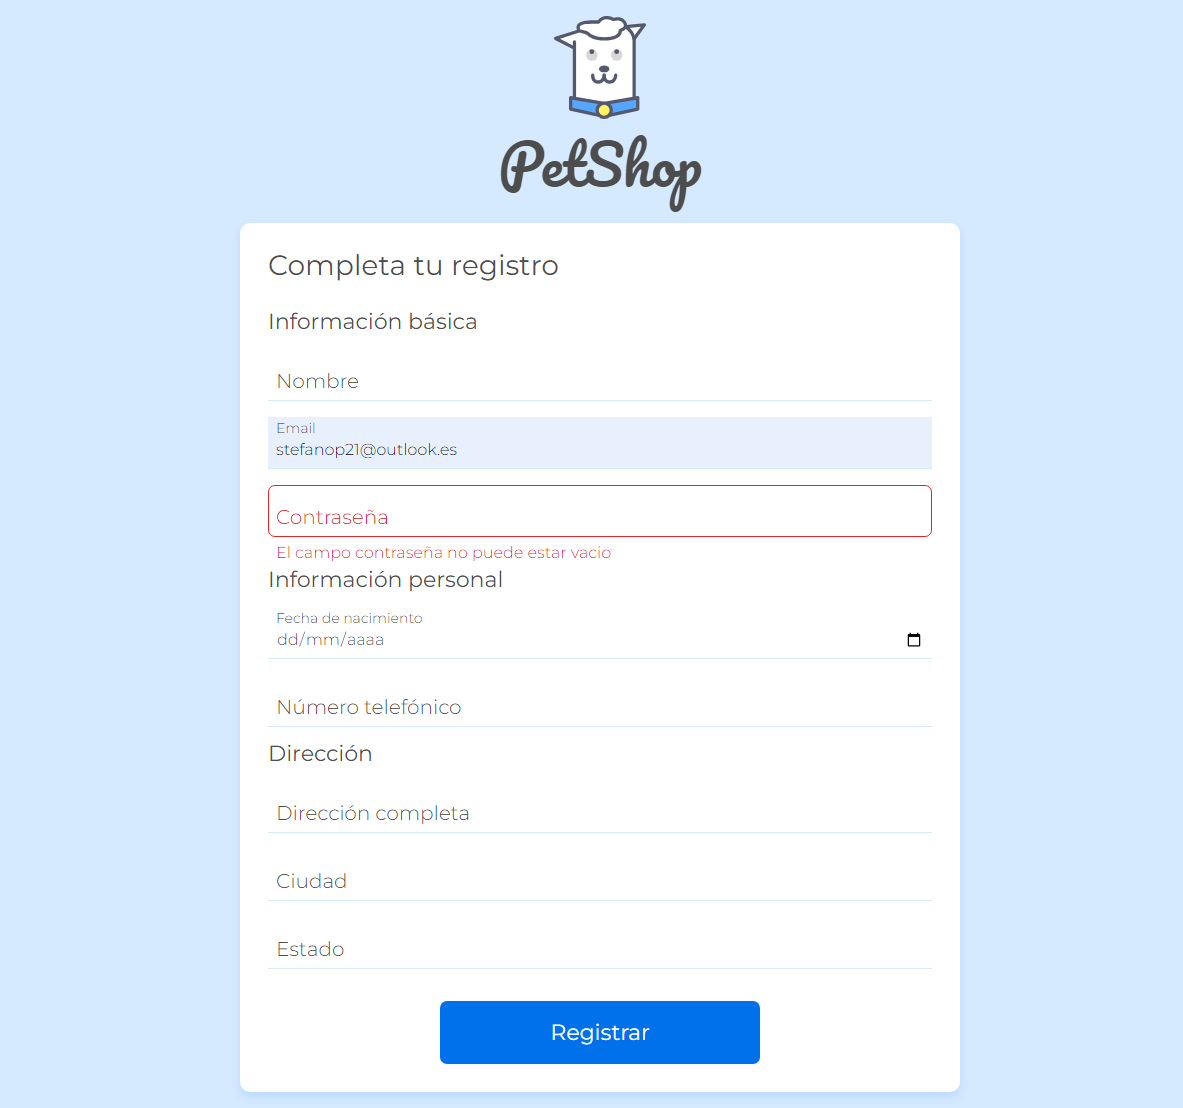 PetShop
Completa tu registro
Información básica
Nombre
Email
stefanop21@outlook.es
Contraseña
El campo contraseña no puede estar vacio
Información personal
Fecha de nacimiento
dd/mm/aaaa
Número telefónico
Dirección
Dirección completa
Ciudad
Estado
Registrar